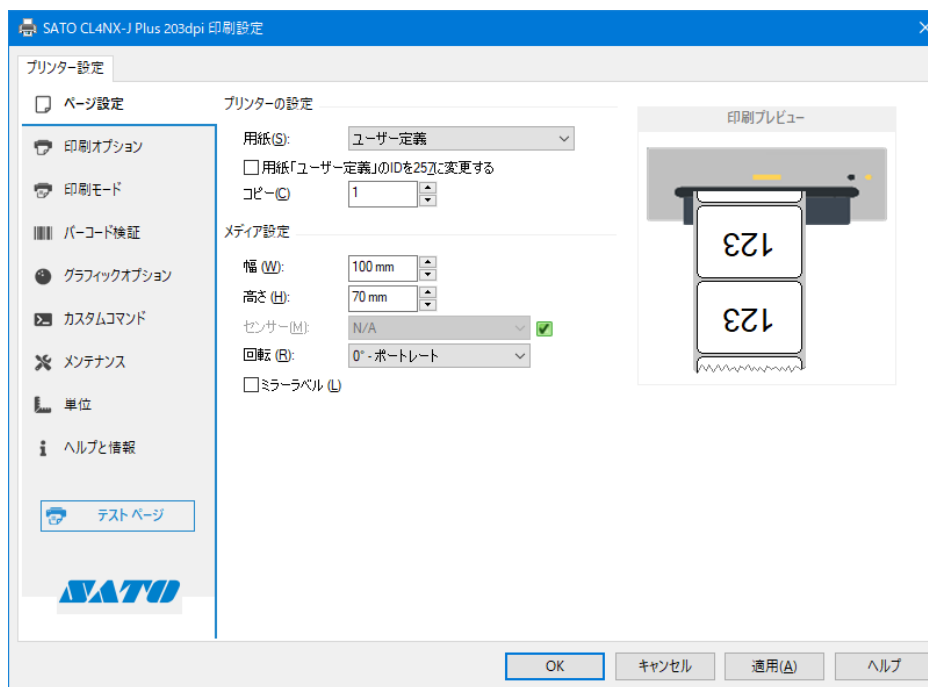 SATO CL4NX-J Plus 203dpi 印刷設定
プリンター設定
ページ設定
印刷オプション
印刷モード
バーコード検証
グラフィックオプション
カスタムコマンド
メンテナンス
単位
ヘルプと情報
テスト ページ
SATO
プリンターの設定
用紙(S): ユーザー定義
用紙「ユーザー定義」のIDを257に変更する
コピー(C) 1
メディア設定
幅 (W): 100 mm
高さ (H): 70 mm
センサー(M): N/A
回転 (R): 0° - ポートレート
ミラーラベル (L)
印刷プレビュー
123
123
OK キャンセル 適用(A) ヘルプ